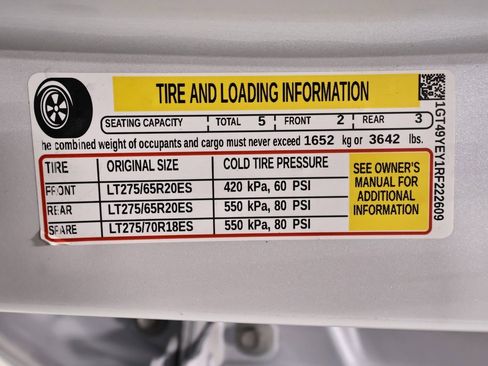 TIRE AND LOADING INFORMATION
SEATING CAPACITY TOTAL 5 FRONT 2 REAR 3
he combined weight of occupants and cargo must never exceed 1652 kg or 3642 lbs.
TIRE ORIGINAL SIZE COLD TIRE PRESSURE
FRONT LT275/65R20ES 420 kPa, 60 PSI
REAR LT275/65R20ES 550 kPa, 80 PSI
SPARE LT275/70R18ES 550 kPa, 80 PSI
SEE OWNER'S
MANUAL FOR
ADDITIONAL
INFORMATION
1GT49YEY1RF222609